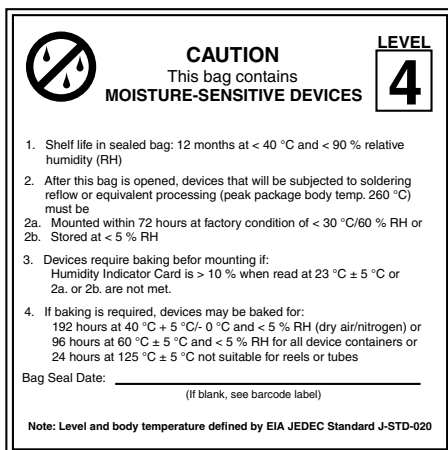 LEVEL
CAUTION
This bag contains
MOISTURE-SENSITIVE DEVICES
4
1. Shelf life in sealed bag: 12 months at < 40 °C and < 90 % relative
humidity (RH)
2. After this bag is opened, devices that will be subjected to soldering
reflow or equivalent processing (peak package body temp. 260 °C)
must be
2a. Mounted within 72 hours at factory condition of < 30 °C/60 % RH or
2b. Stored at < 5 % RH
3. Devices require baking befor mounting if:
Humidity Indicator Card is > 10 % when read at 23 °C ± 5 °C or
2a. or 2b. are not met.
4. If baking is required, devices may be baked for:
192 hours at 40 °C + 5 °C/- 0 °C and < 5 % RH (dry air/nitrogen) or
96 hours at 60 °C ± 5 °C and < 5 % RH for all device containers or
24 hours at 125 °C ± 5 °C not suitable for reels or tubes
Bag Seal Date:
(If blank, see barcode label)
Note: Level and body temperature defined by EIA JEDEC Standard J-STD-020